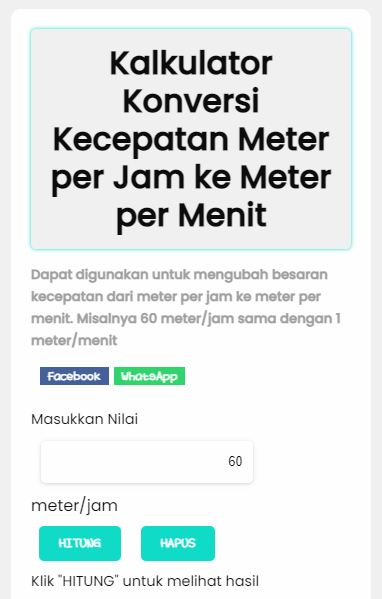 Kalkulator
Konversi
Kecepatan Meter
per Jam ke Meter
per Menit
Dapat digunakan untuk mengubah besaran
kecepatan dari meter per jam ke meter per
menit. Misalnya 60 meter/jam sama dengan 1
meter/menit
Facebook WhatsApp
Masukkan Nilai
60
meter/jam
HITUNG HAPUS
Klik "HITUNG" untuk melihat hasil